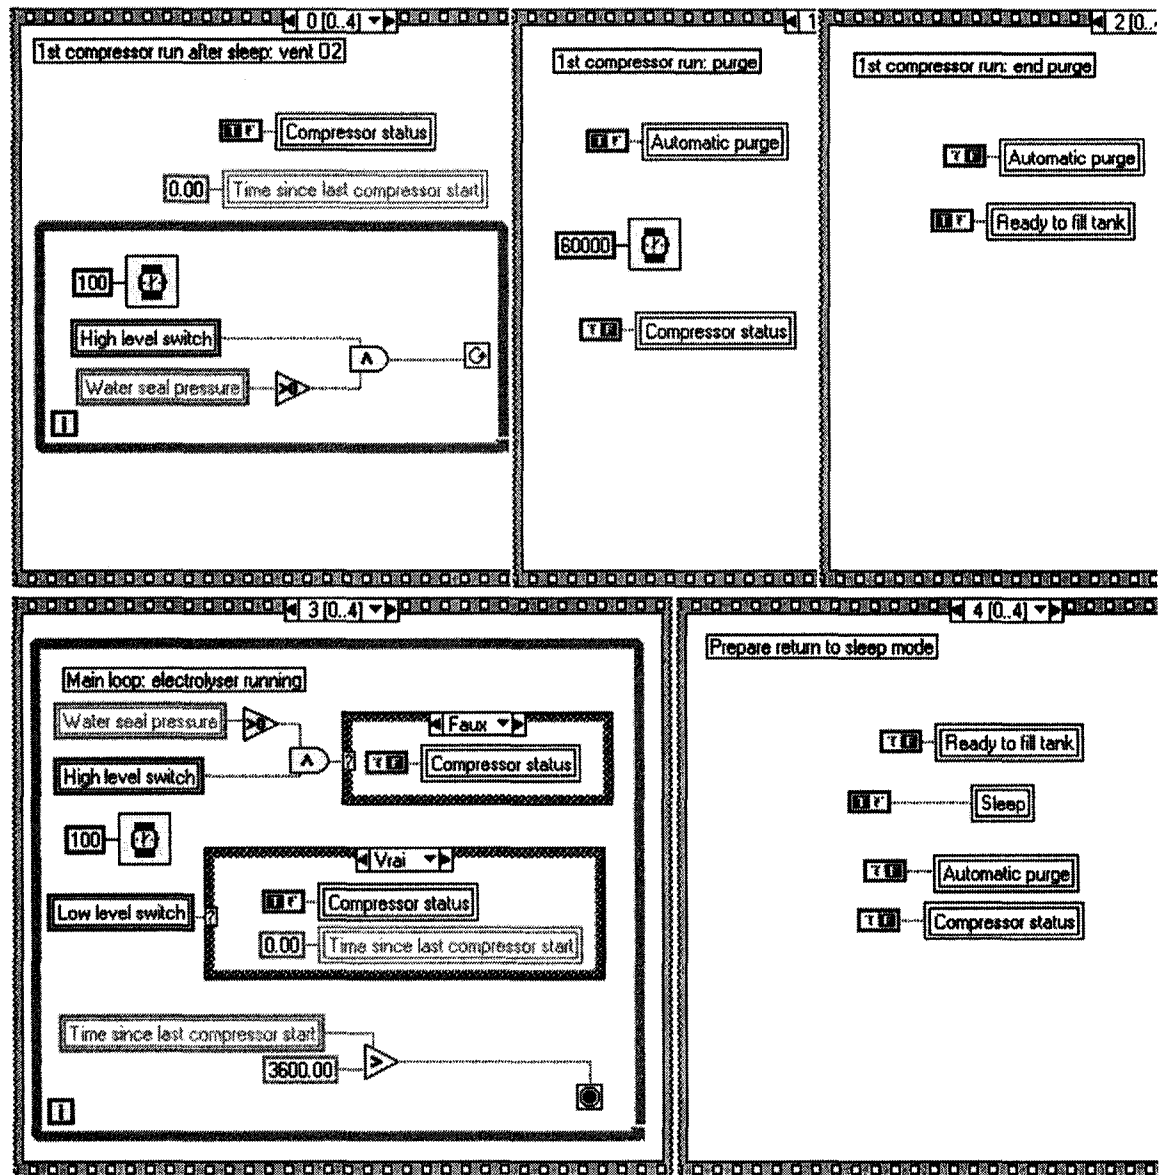 0 [0..4]
1st compressor run after sleep: vent O2
T F
Compressor status
0.00
Time since last compressor start
100
High level switch
Water seal pressure
>0
i
1
1st compressor run: purge
T F
Automatic purge
60000
T F
Compressor status
2 [0..
1st compressor run: end purge
T F
Automatic purge
T F
Ready to fill tank
3 [0..4]
Main loop: electrolyser running
Water seal pressure
>0
High level switch
Faux
?
T F
Compressor status
100
Vrai
Low level switch
?
T F
Compressor status
0.00
Time since last compressor start
Time since last compressor start
3600.00
>
i
4 [0..4]
Prepare return to sleep mode
T F
Ready to fill tank
T F
Sleep
T F
Automatic purge
T F
Compressor status